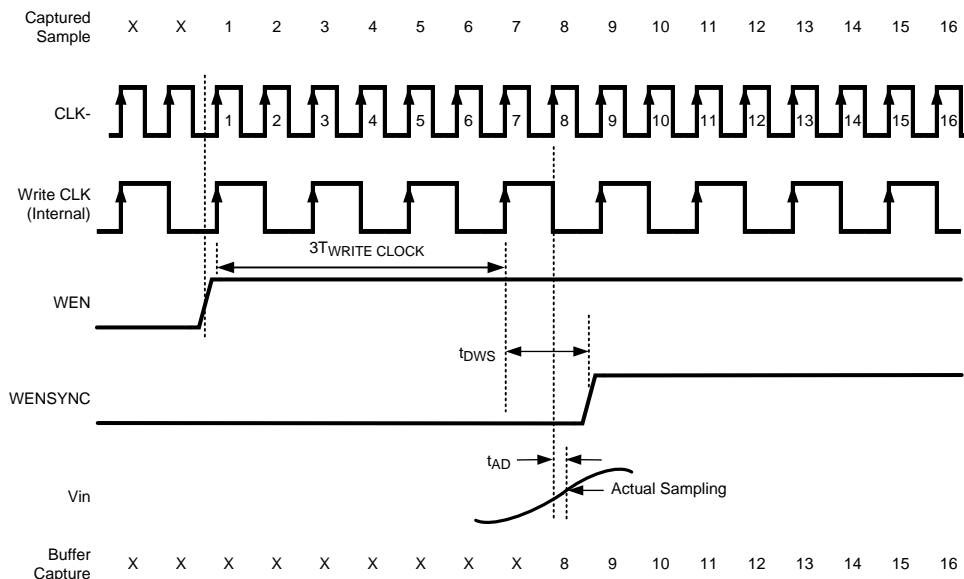 Captured
Sample
X X 1 2 3 4 5 6 7 8 9 10 11 12 13 14 15 16
CLK-
1 2 3 4 5 6 7 8 9 10 11 12 13 14 15 16
Write CLK
(Internal)
3TWRITE CLOCK
WEN
tDWS
WENSYNC
tAD
Actual Sampling
Vin
Buffer
Capture
X X X X X X X X X 8 9 10 11 12 13 14 15 16